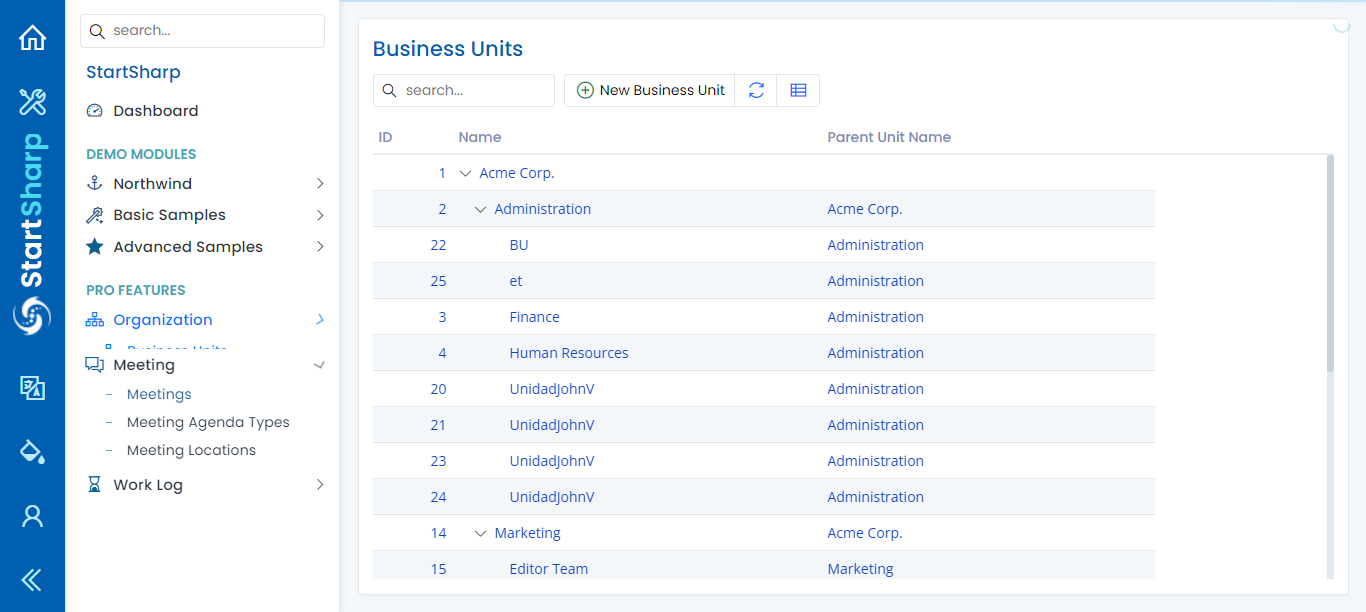 StartSharp
search...
StartSharp
Dashboard
DEMO MODULES
Northwind
Basic Samples
Advanced Samples
PRO FEATURES
Organization
Business Units
Meeting
Meetings
Meeting Agenda Types
Meeting Locations
Work Log
Business Units
search...
New Business Unit
ID Name Parent Unit Name
1 Acme Corp.
2 Administration Acme Corp.
22 BU Administration
25 et Administration
3 Finance Administration
4 Human Resources Administration
20 UnidadJohnV Administration
21 UnidadJohnV Administration
23 UnidadJohnV Administration
24 UnidadJohnV Administration
14 Marketing Acme Corp.
15 Editor Team Marketing